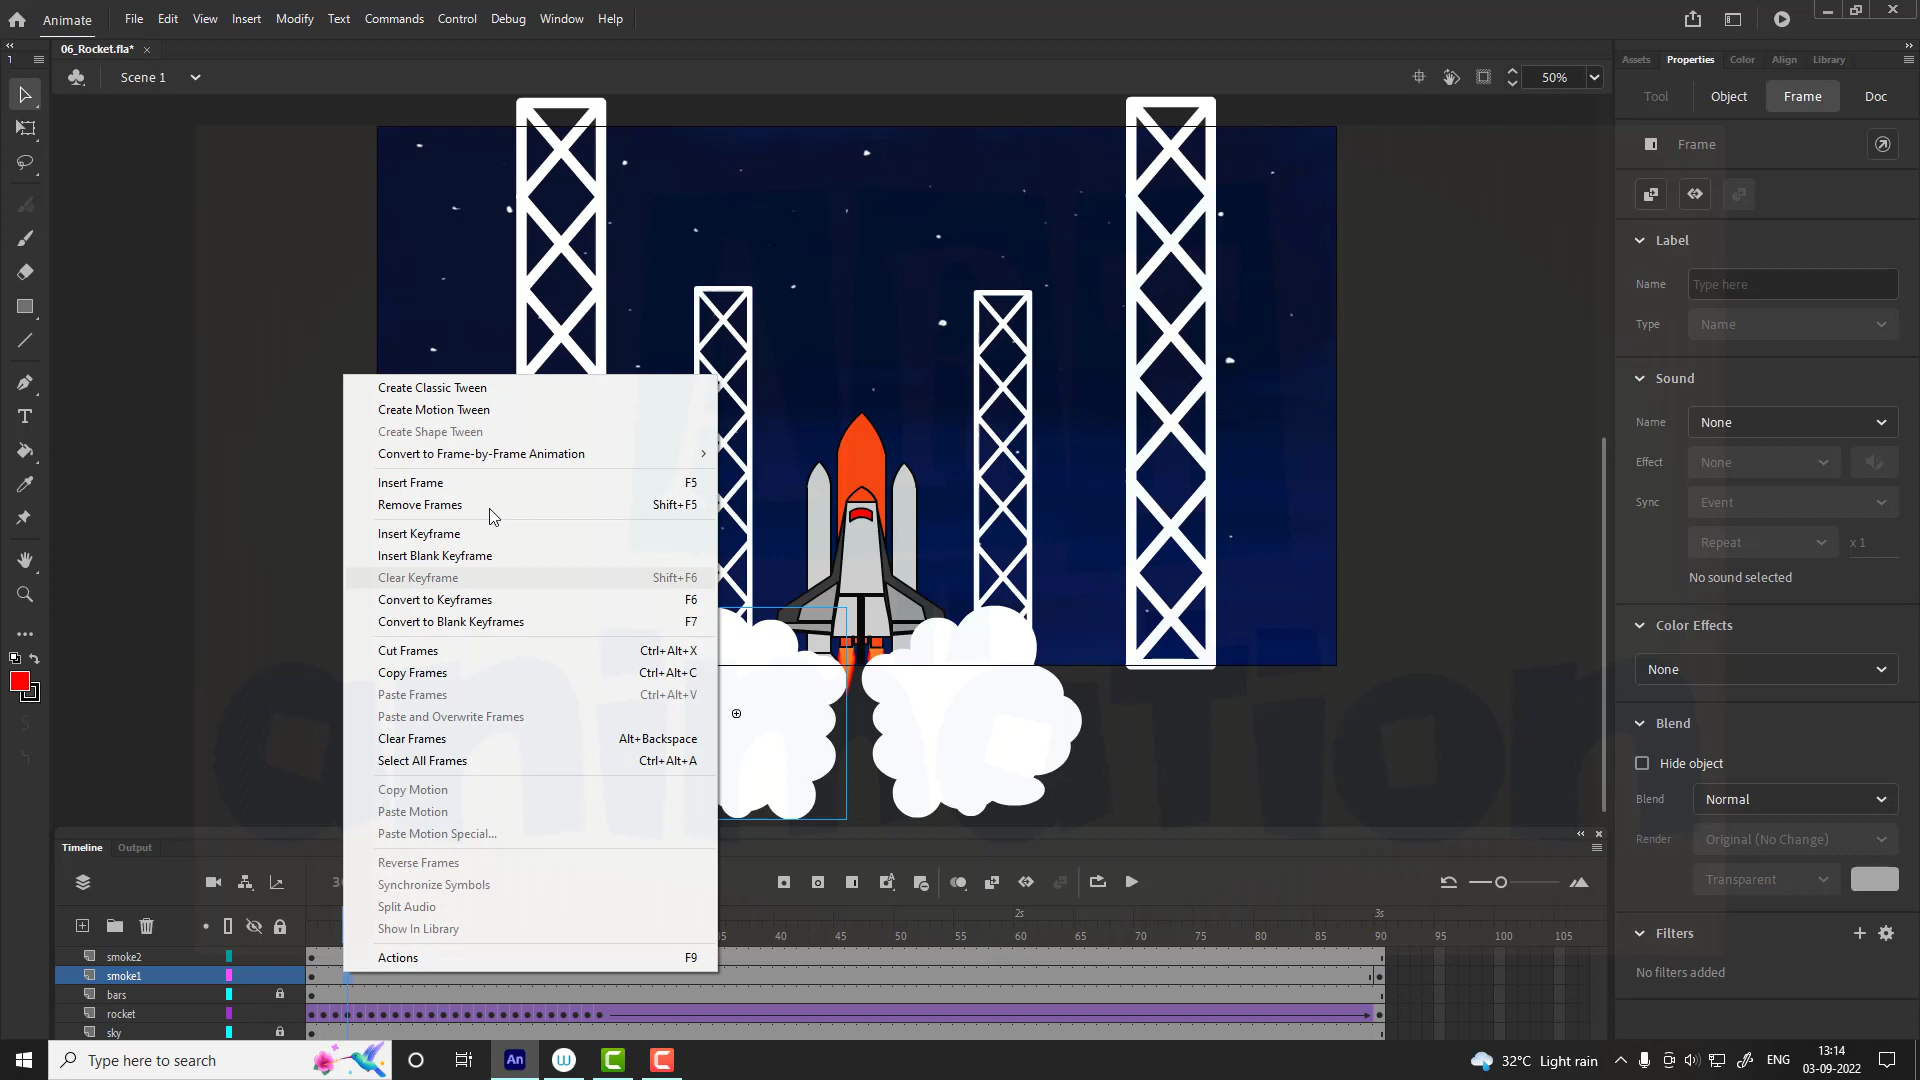 Animate File Edit View Insert Modify Text Commands Control Debug Window Help
06_Rocket.fla*
Scene 1 50%
Assets Properties Color Align Library
Tool Object Frame Doc
Frame
Label
Name Type here
Type Name
Sound
Name None
Effect None
Sync Event
Repeat x 1
No sound selected
Color Effects
None
Blend
Hide object
Blend Normal
Render Original (No Change)
Transparent
Filters
No filters added
Create Classic Tween
Create Motion Tween
Create Shape Tween
Convert to Frame-by-Frame Animation
Insert Frame F5
Remove Frames Shift+F5
Insert Keyframe
Insert Blank Keyframe
Clear Keyframe Shift+F6
Convert to Keyframes F6
Convert to Blank Keyframes F7
Cut Frames Ctrl+Alt+X
Copy Frames Ctrl+Alt+C
Paste Frames Ctrl+Alt+V
Paste and Overwrite Frames
Clear Frames Alt+Backspace
Select All Frames Ctrl+Alt+A
Copy Motion
Paste Motion
Paste Motion Special...
Reverse Frames
Synchronize Symbols
Split Audio
Show In Library
Actions F9
animation
Timeline Output
2s 3s
35 40 45 50 55 60 65 70 75 80 85 90 95 100 105
smoke2
smoke1
bars
rocket
sky
Type here to search
An
32°C Light rain
ENG
13:14
03-09-2022